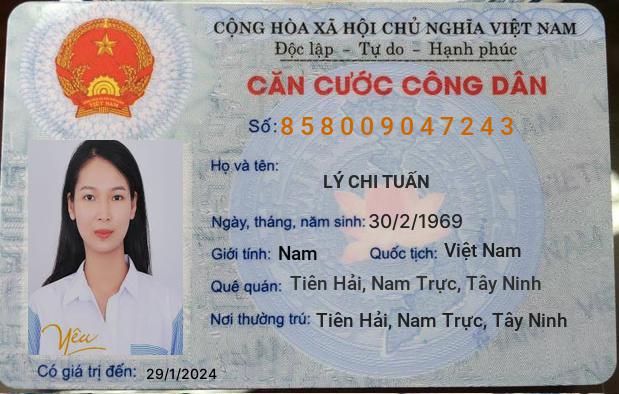 CỘNG HÒA XÃ HỘI CHỦ NGHĨA VIỆT NAM
Độc lập - Tự do - Hạnh phúc
CĂN CƯỚC CÔNG DÂN
Số: 858009047243
Họ và tên:
LÝ CHI TUẤN
Ngày, tháng, năm sinh: 30/2/1969
Giới tính: Nam Quốc tịch: Việt Nam
Quê quán: Tiên Hải, Nam Trực, Tây Ninh
Nơi thường trú: Tiên Hải, Nam Trực, Tây Ninh
Yêu
Có giá trị đến: 29/1/2024
VIỆT NAM